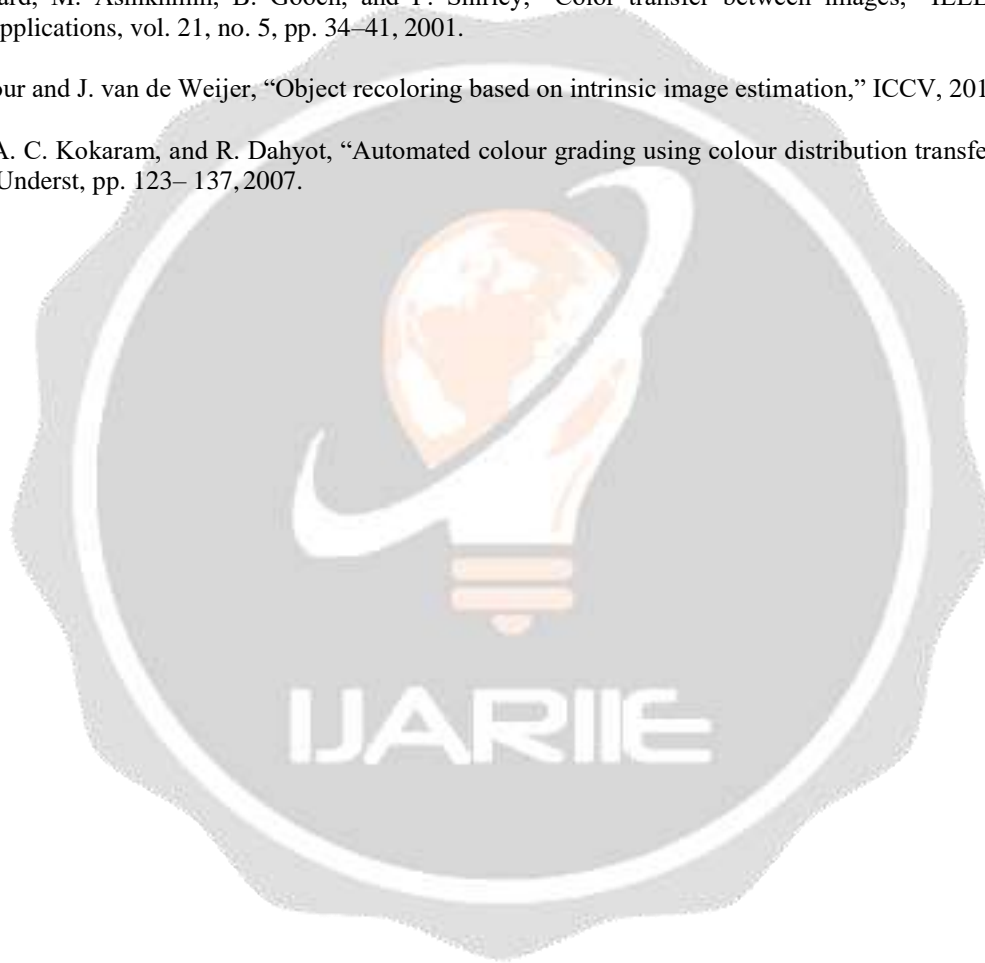 M. Ashikhmin, B. Gooch, and P. Shirley, "Color transfer between images," IEEE
pplications, vol. 21, no. 5, pp. 34–41, 2001.
our and J. van de Weijer, “Object recoloring based on intrinsic image estimation,” ICCV, 201
A. C. Kokaram, and R. Dahyot, “Automated colour grading using colour distribution transfe
Underst, pp. 123– 137, 2007.
IJARIIE